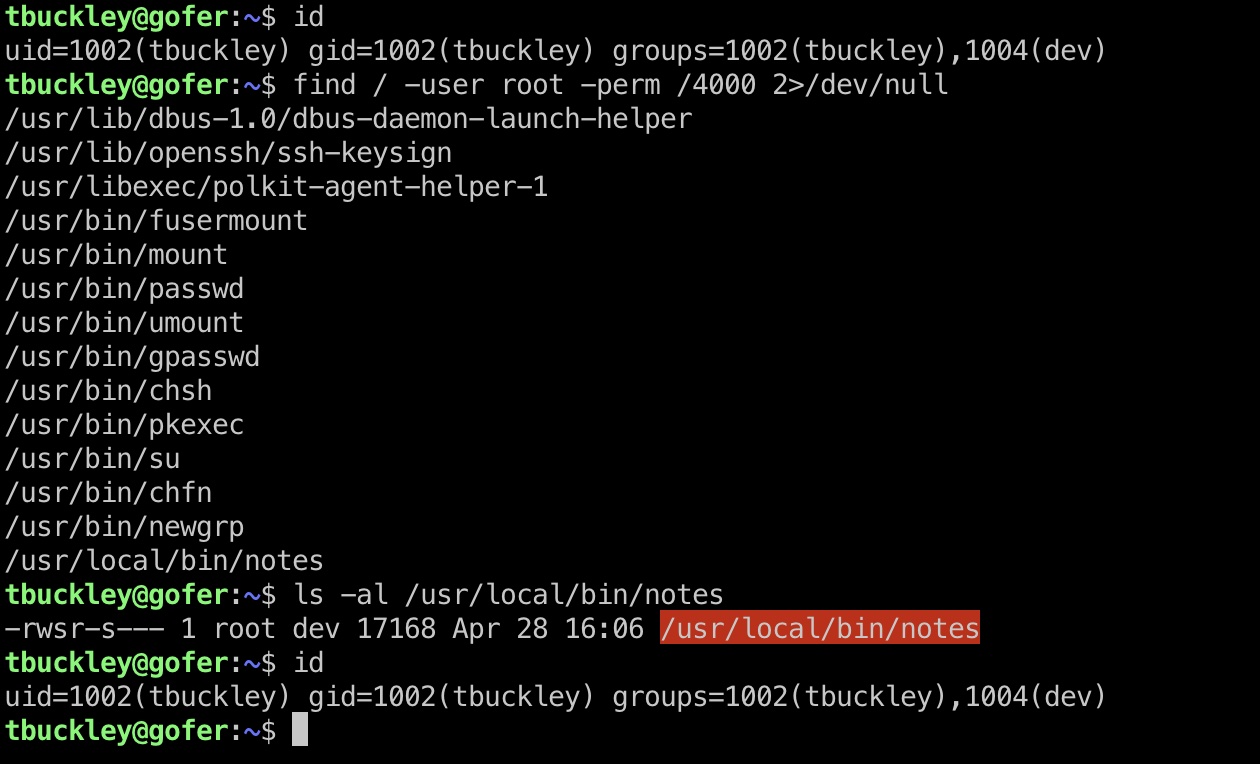 tbuckley@gofer:~$ id
uid=1002(tbuckley) gid=1002(tbuckley) groups=1002(tbuckley),1004(dev)
tbuckley@gofer:~$ find / -user root -perm /4000 2>/dev/null
/usr/lib/dbus-1.0/dbus-daemon-launch-helper
/usr/lib/openssh/ssh-keysign
/usr/libexec/polkit-agent-helper-1
/usr/bin/fusermount
/usr/bin/mount
/usr/bin/passwd
/usr/bin/umount
/usr/bin/gpasswd
/usr/bin/chsh
/usr/bin/pkexec
/usr/bin/su
/usr/bin/chfn
/usr/bin/newgrp
/usr/local/bin/notes
tbuckley@gofer:~$ ls -al /usr/local/bin/notes
-rwsr-s--- 1 root dev 17168 Apr 28 16:06 /usr/local/bin/notes
tbuckley@gofer:~$ id
uid=1002(tbuckley) gid=1002(tbuckley) groups=1002(tbuckley),1004(dev)
tbuckley@gofer:~$